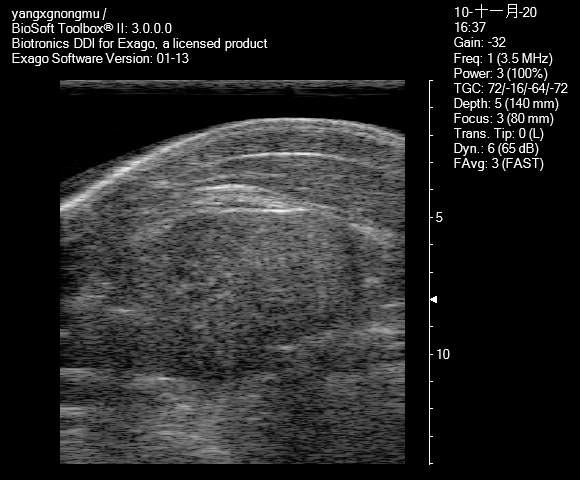 yangxgnongmu /
BioSoft Toolbox® II: 3.0.0.0
Biotronics DDI for Exago, a licensed product
Exago Software Version: 01-13
10-十一月-20
16:37
Gain: -32
Freq: 1 (3.5 MHz)
Power: 3 (100%)
TGC: 72/-16/-64/-72
Depth: 5 (140 mm)
Focus: 3 (80 mm)
Trans. Tip: 0 (L)
Dyn.: 6 (65 dB)
FAvg: 3 (FAST)
5
10